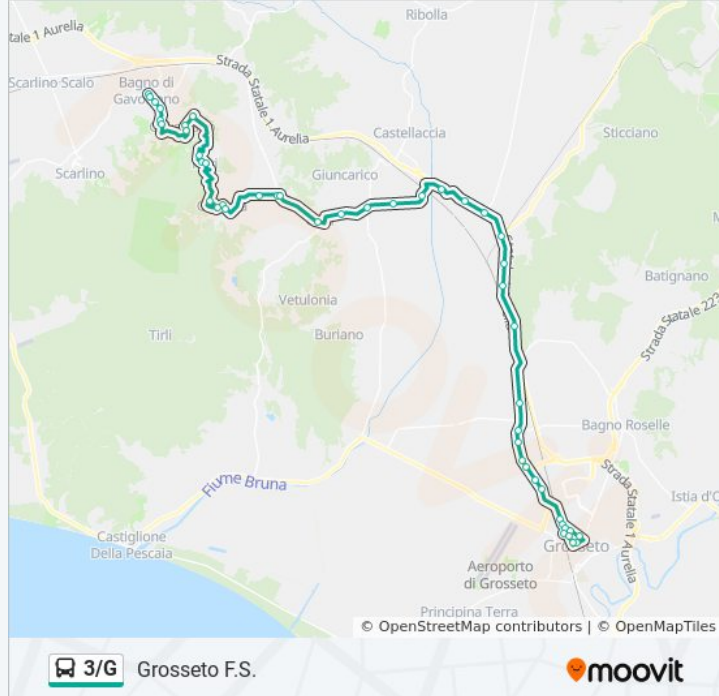 Ribolla
tale 1 Aurelia
Scarlino Scalo
Bagno di
Gavorrano
Strada Statale 1 Aurelia
Castellaccia
Sticciano
Scarlino
Giuncarico
Batignano
Vetulonia
Tirli
Buriano
Strada Statale 223
Bagno Roselle
Fiume Bruna
Strada Statale 1 Aurelia
Istia d'O
Castiglione
Della Pescaia
Grosseto
Aeroporto
di Grosseto
Principina Terra
© OpenStreetMap contributors | © OpenMapTiles
3/G Grosseto F.S.
moovit